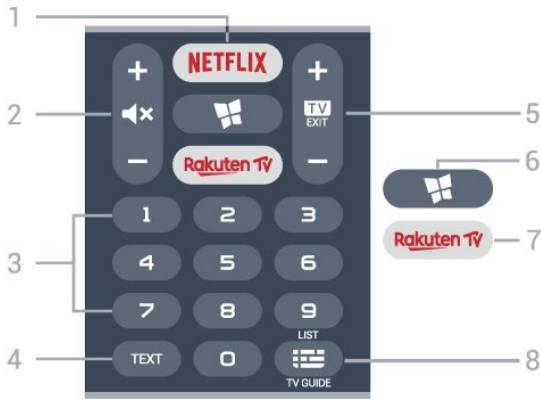 1
NETFLIX
+ +
2
TV
EXIT
5
- -
Rakuten TV
6
Rakuten TV
7
1 2 3
3
4 5 6
7 8 9
LIST
4
TEXT 0
8
TV GUIDE